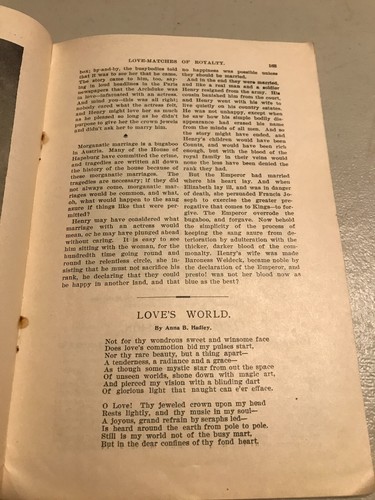 LOVE-MATCHES OF ROYALTY.
169
box; by-and-by, the busybodies told
that it was to see her that he came.
The story came to him, too, say-
ing in lead headlines in the Paris
newspapers that the Archduke was
in love—infatuated with an actress.
And mind you—this was all right;
nobody cared what the actress felt,
and Henry might love her as much
as he pleased so long as he didn't
purpose to give her the crown jewels
and didn't ask her to marry him.
Morganatic marriage is a bugaboo
in Austria. Many of the House of
Hapsburg have committed the crime,
and tragedies are written all down
the history of the house because of
these morganatic marriages. The
tragedies are necessary; if they did
not always come, morganatic mar-
riages would be common, and what,
oh, what would happen to the sang
azure if things like that were per-
mitted?
Henry may have considered what
marriage with an actress would
mean, or he may have plunged ahead
without caring. It is easy to see
him sitting with the woman, for the
hundredth time going round and
round the relentless circle, she in-
sisting that he must not sacrifice his
rank, he declaring that they could
be happy in another land, and that
no happiness was possible unless
they should be married.
And in the end they were married,
and like a real man and a soldier
Henry resigned from the army. His
cousin banished him from the court,
and Henry went with his wife to
live quietly on his country estate.
He was not unhappy, except when
he saw how his simple bodily dis-
appearance had erased his name
from the minds of all men. And so
the story might have ended, and
Henry's children would have been
Counts, and would have been rich
enough, but with the blood of the
royal family in their veins would
some one have been denied the
rank they had.
But the Emperor had married
where his heart lay. And when
Elizabeth lay ill, and was in danger
of death, she persuaded Francis Jo-
seph to exercise the greater pre-
rogative that comes to Kings—to for-
give. The Emperor overrode the
bugaboo, and forgave. Now behold
the simplicity of the process of
keeping the sang azure from de-
terioration by adulteration with the
thicker, darker blood of the com-
monalty. Henry's wife was made
Baroness Waideck, became noble by
the declaration of the Emperor, and
presto! was not her blood now as
blue as the best?
LOVE'S WORLD.
By Anna B. Hadley.
Not for thy wondrous sweet and winsome face
Does love's commotion bid my pulses start,
Nor thy rare beauty, but a thing apart—
A tenderness, a radiance and a grace—
As though some mystic star from out the space
Of unseen worlds, shone down with magic art,
And pierced my vision with a blinding dart
Of glorious light that naught can e'er efface.
O Love! Thy jeweled crown upon my head
Rests lightly, and thy music in my soul—
A joyous, grand refrain by seraphs led—
Is heard around the earth from pole to pole.
Still is my world not of the busy mart,
But in the dear confines of thy fond heart.